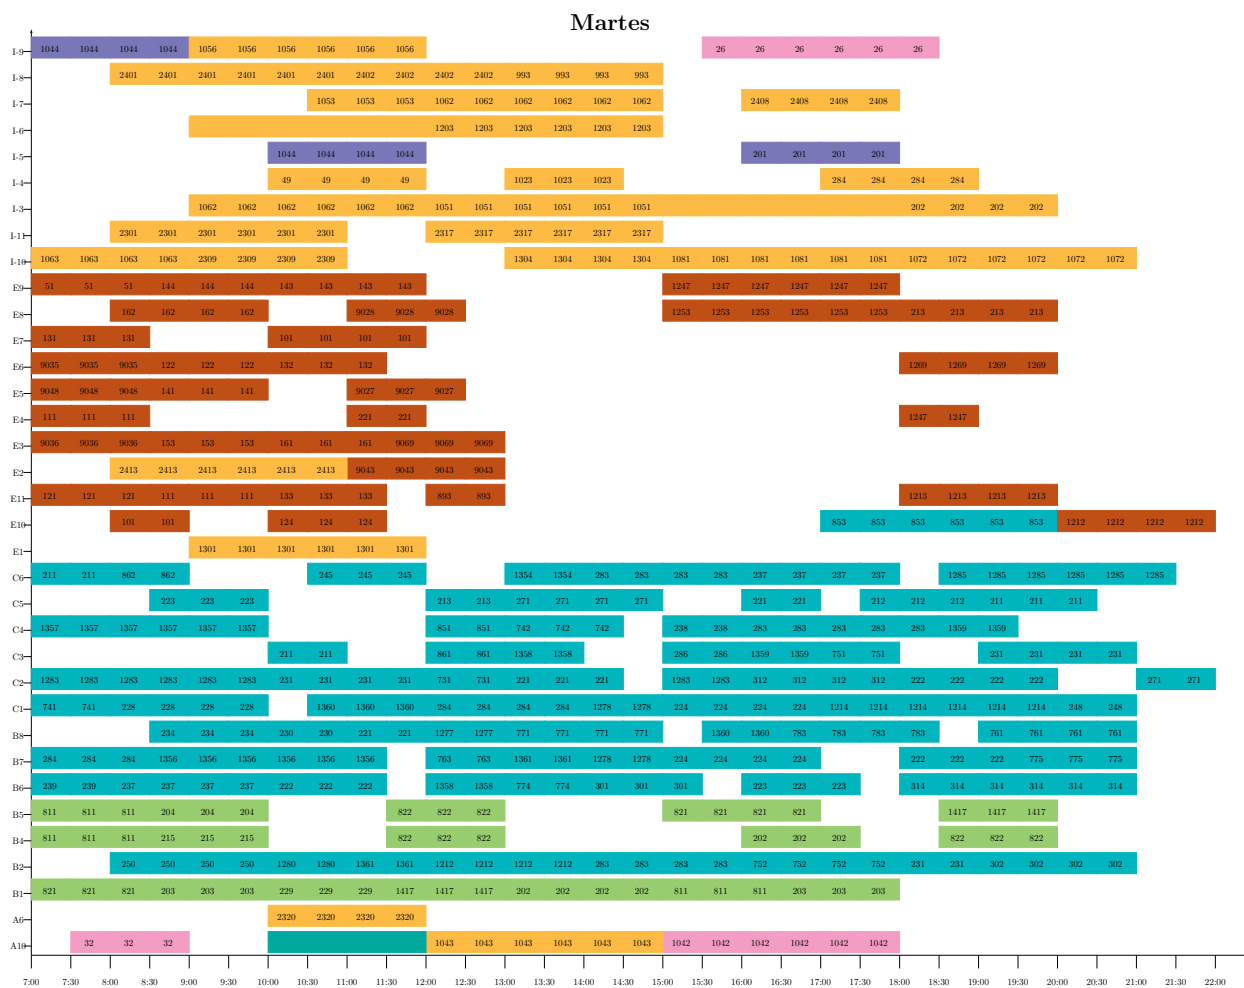 Martes
I-9 1044 1044 1044 1044 1056 1056 1056 1056 1056 1056 26 26 26 26 26 26
I-8 2401 2401 2401 2401 2401 2401 2402 2402 2402 2402 993 993 993 993
I-7 1053 1053 1053 1062 1062 1062 1062 1062 1062 2408 2408 2408 2408
I-6 1203 1203 1203 1203 1203 1203
I-5 1044 1044 1044 1044 201 201 201 201
I-4 49 49 49 49 1023 1023 1023 284 284 284 284
I-3 1062 1062 1062 1062 1062 1062 1051 1051 1051 1051 1051 1051 202 202 202 202
I-11 2301 2301 2301 2301 2301 2301 2317 2317 2317 2317 2317 2317
I-10 1063 1063 1063 1063 2309 2309 2309 2309 1304 1304 1304 1304 1081 1081 1081 1081 1081 1081 1072 1072 1072 1072 1072 1072
E9 51 51 51 144 144 144 143 143 143 143 1247 1247 1247 1247 1247 1247
E8 162 162 162 162 9028 9028 9028 1253 1253 1253 1253 1253 1253 213 213 213 213
E7 131 131 131 101 101 101 101
E6 9035 9035 9035 122 122 122 132 132 132 1269 1269 1269 1269
E5 9048 9048 9048 141 141 141 9027 9027 9027
E4 111 111 111 221 221 1247 1247
E3 9036 9036 9036 153 153 153 161 161 161 9069 9069 9069
E2 2413 2413 2413 2413 2413 2413 9043 9043 9043 9043
E11 121 121 121 111 111 111 133 133 133 893 893 1213 1213 1213 1213
E10 101 101 124 124 124 853 853 853 853 853 853 1212 1212 1212 1212
E1 1301 1301 1301 1301 1301 1301
C6 211 211 862 862 245 245 245 1354 1354 283 283 283 283 237 237 237 237 1285 1285 1285 1285 1285 1285
C5 223 223 223 213 213 271 271 271 271 221 221 212 212 212 211 211 211
C4 1357 1357 1357 1357 1357 1357 851 851 742 742 742 238 238 283 283 283 283 283 1359 1359
C3 211 211 861 861 1358 1358 286 286 1359 1359 751 751 231 231 231 231
C2 1283 1283 1283 1283 1283 1283 231 231 231 231 731 731 221 221 221 1283 1283 312 312 312 312 222 222 222 222 271 271
C1 741 741 228 228 228 228 1360 1360 1360 284 284 284 284 1278 1278 224 224 224 224 1214 1214 1214 1214 1214 1214 248 248
B8 234 234 234 230 230 221 221 1277 1277 771 771 771 771 1360 1360 783 783 783 783 761 761 761 761
B7 284 284 284 1356 1356 1356 1356 1356 1356 763 763 1361 1361 1278 1278 224 224 224 224 222 222 222 775 775 775
B6 239 239 237 237 237 237 222 222 222 1358 1358 774 774 301 301 301 301 223 223 223 314 314 314 314 314 314
B5 811 811 811 204 204 204 822 822 822 821 821 821 821 1417 1417 1417
B4 811 811 811 215 215 215 822 822 822 202 202 202 822 822 822
B2 250 250 250 250 1280 1280 1361 1361 1212 1212 1212 1212 283 283 283 283 752 752 752 752 231 231 302 302 302 302
B1 821 821 821 203 203 203 229 229 229 1417 1417 1417 202 202 202 202 811 811 811 203 203 203
A6 2320 2320 2320 2320
A10 32 32 32 1043 1043 1043 1043 1043 1043 1042 1042 1042 1042 1042 1042
7:00 7:30 8:00 8:30 9:00 9:30 10:00 10:30 11:00 11:30 12:00 12:30 13:00 13:30 14:00 14:30 15:00 15:30 16:00 16:30 17:00 17:30 18:00 18:30 19:00 19:30 20:00 20:30 21:00 21:30 22:00